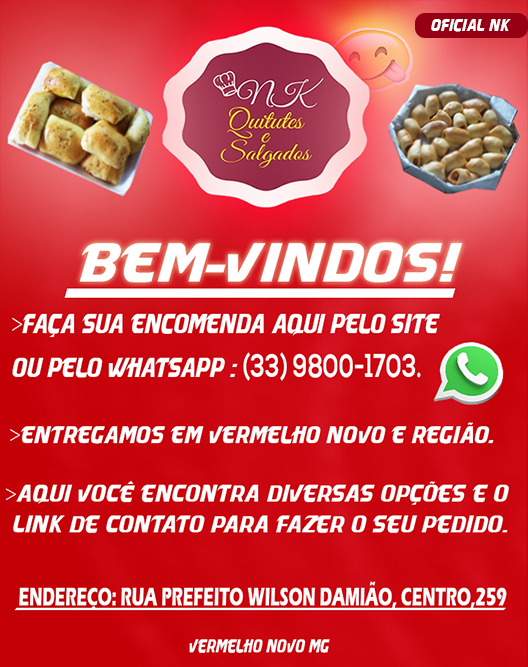 OFICIAL NK
NK
Quitutes
e
Salgados
BEM-VINDOS!
>FAÇA SUA ENCOMENDA AQUI PELO SITE
OU PELO WHATSAPP : (33) 9800-1703.
>ENTREGAMOS EM VERMELHO NOVO E REGIÃO.
>AQUI VOCÊ ENCONTRA DIVERSAS OPÇÕES E O
LINK DE CONTATO PARA FAZER O SEU PEDIDO.
ENDEREÇO: RUA PREFEITO WILSON DAMIÃO, CENTRO,259
VERMELHO NOVO MG